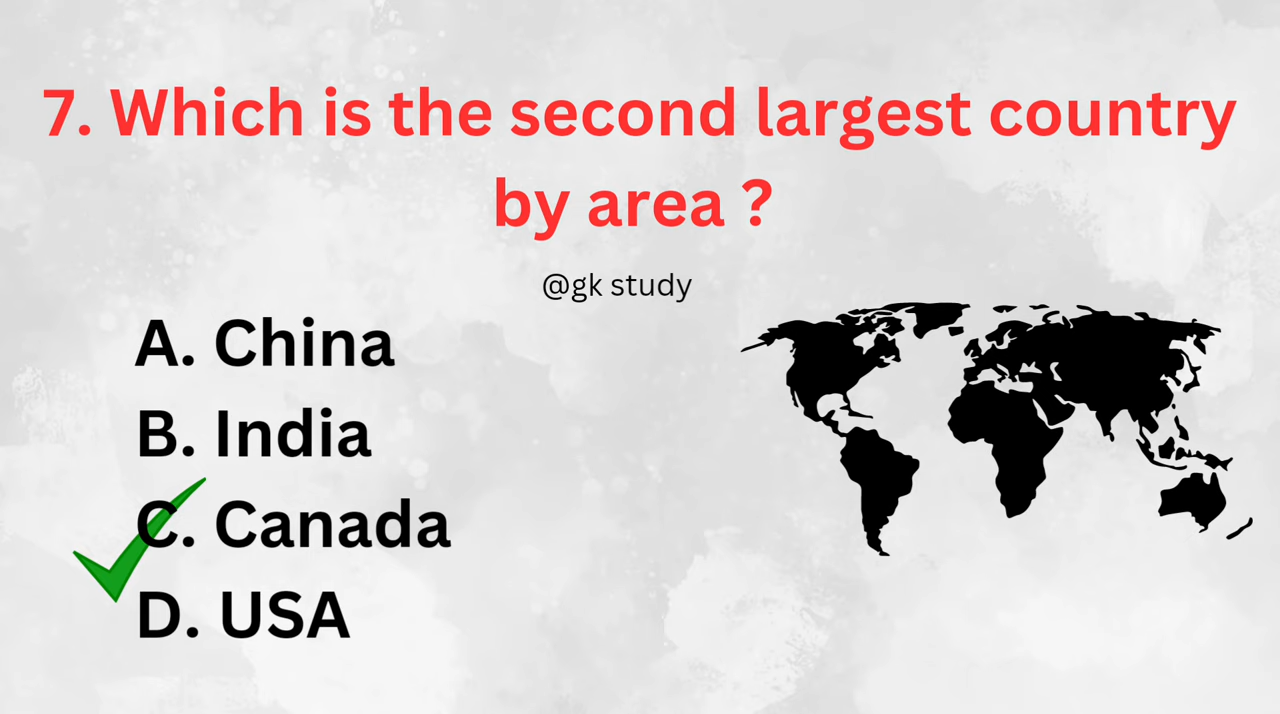 7. Which is the second largest country
by area ?
@gk study
A. China
B. India
C. Canada
D. USA